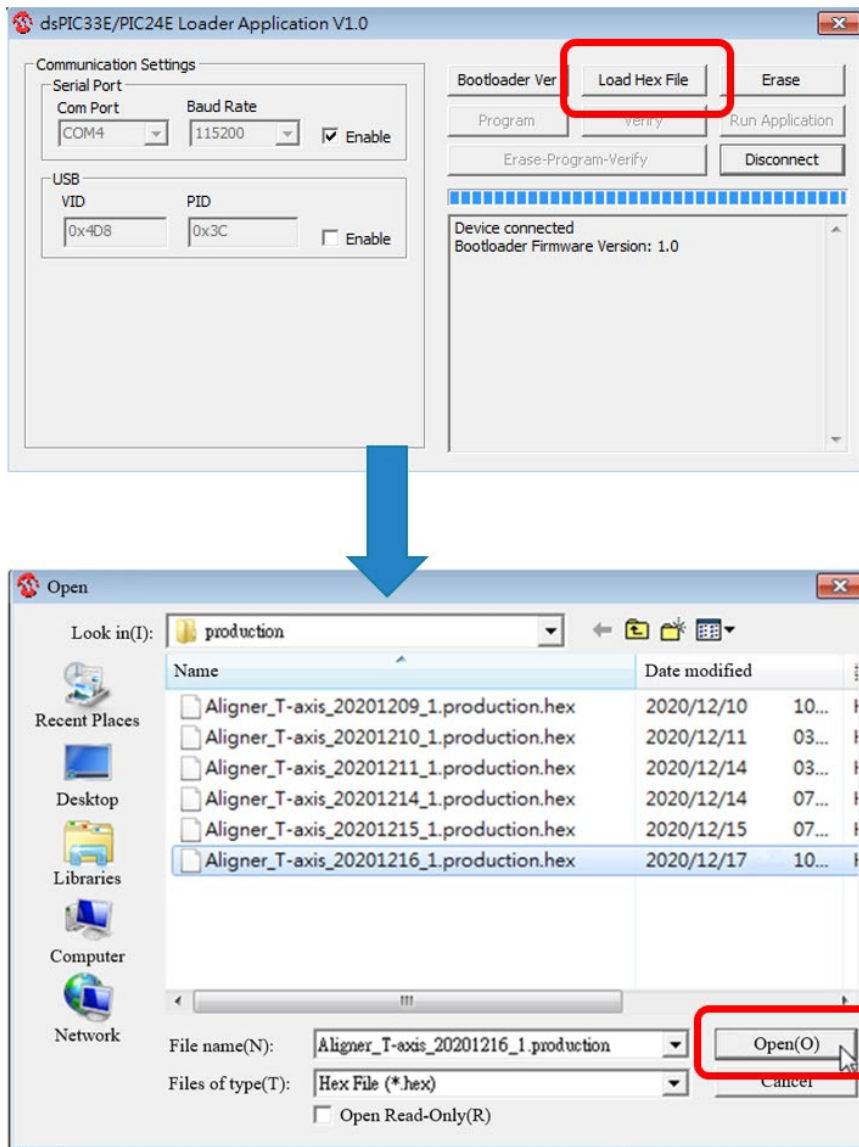 dsPIC33E/PIC24E Loader Application V1.0
Communication Settings
Serial Port
Com Port Baud Rate
COM4 115200 Enable
USB
VID PID
0x4D8 0x3C Enable
Bootloader Ver Load Hex File Erase
Program Verify Run Application
Erase-Program-Verify Disconnect
Device connected
Bootloader Firmware Version: 1.0
Open
Look in(I): production
Recent Places
Desktop
Libraries
Computer
Network
Name Date modified
Aligner_T-axis_20201209_1.production.hex 2020/12/10 10...
Aligner_T-axis_20201210_1.production.hex 2020/12/11 03...
Aligner_T-axis_20201211_1.production.hex 2020/12/14 03...
Aligner_T-axis_20201214_1.production.hex 2020/12/14 07...
Aligner_T-axis_20201215_1.production.hex 2020/12/15 07...
Aligner_T-axis_20201216_1.production.hex 2020/12/17 10...
File name(N): Aligner_T-axis_20201216_1.production Open(O)
Files of type(T): Hex File (*.hex) Cancel
Open Read-Only(R)